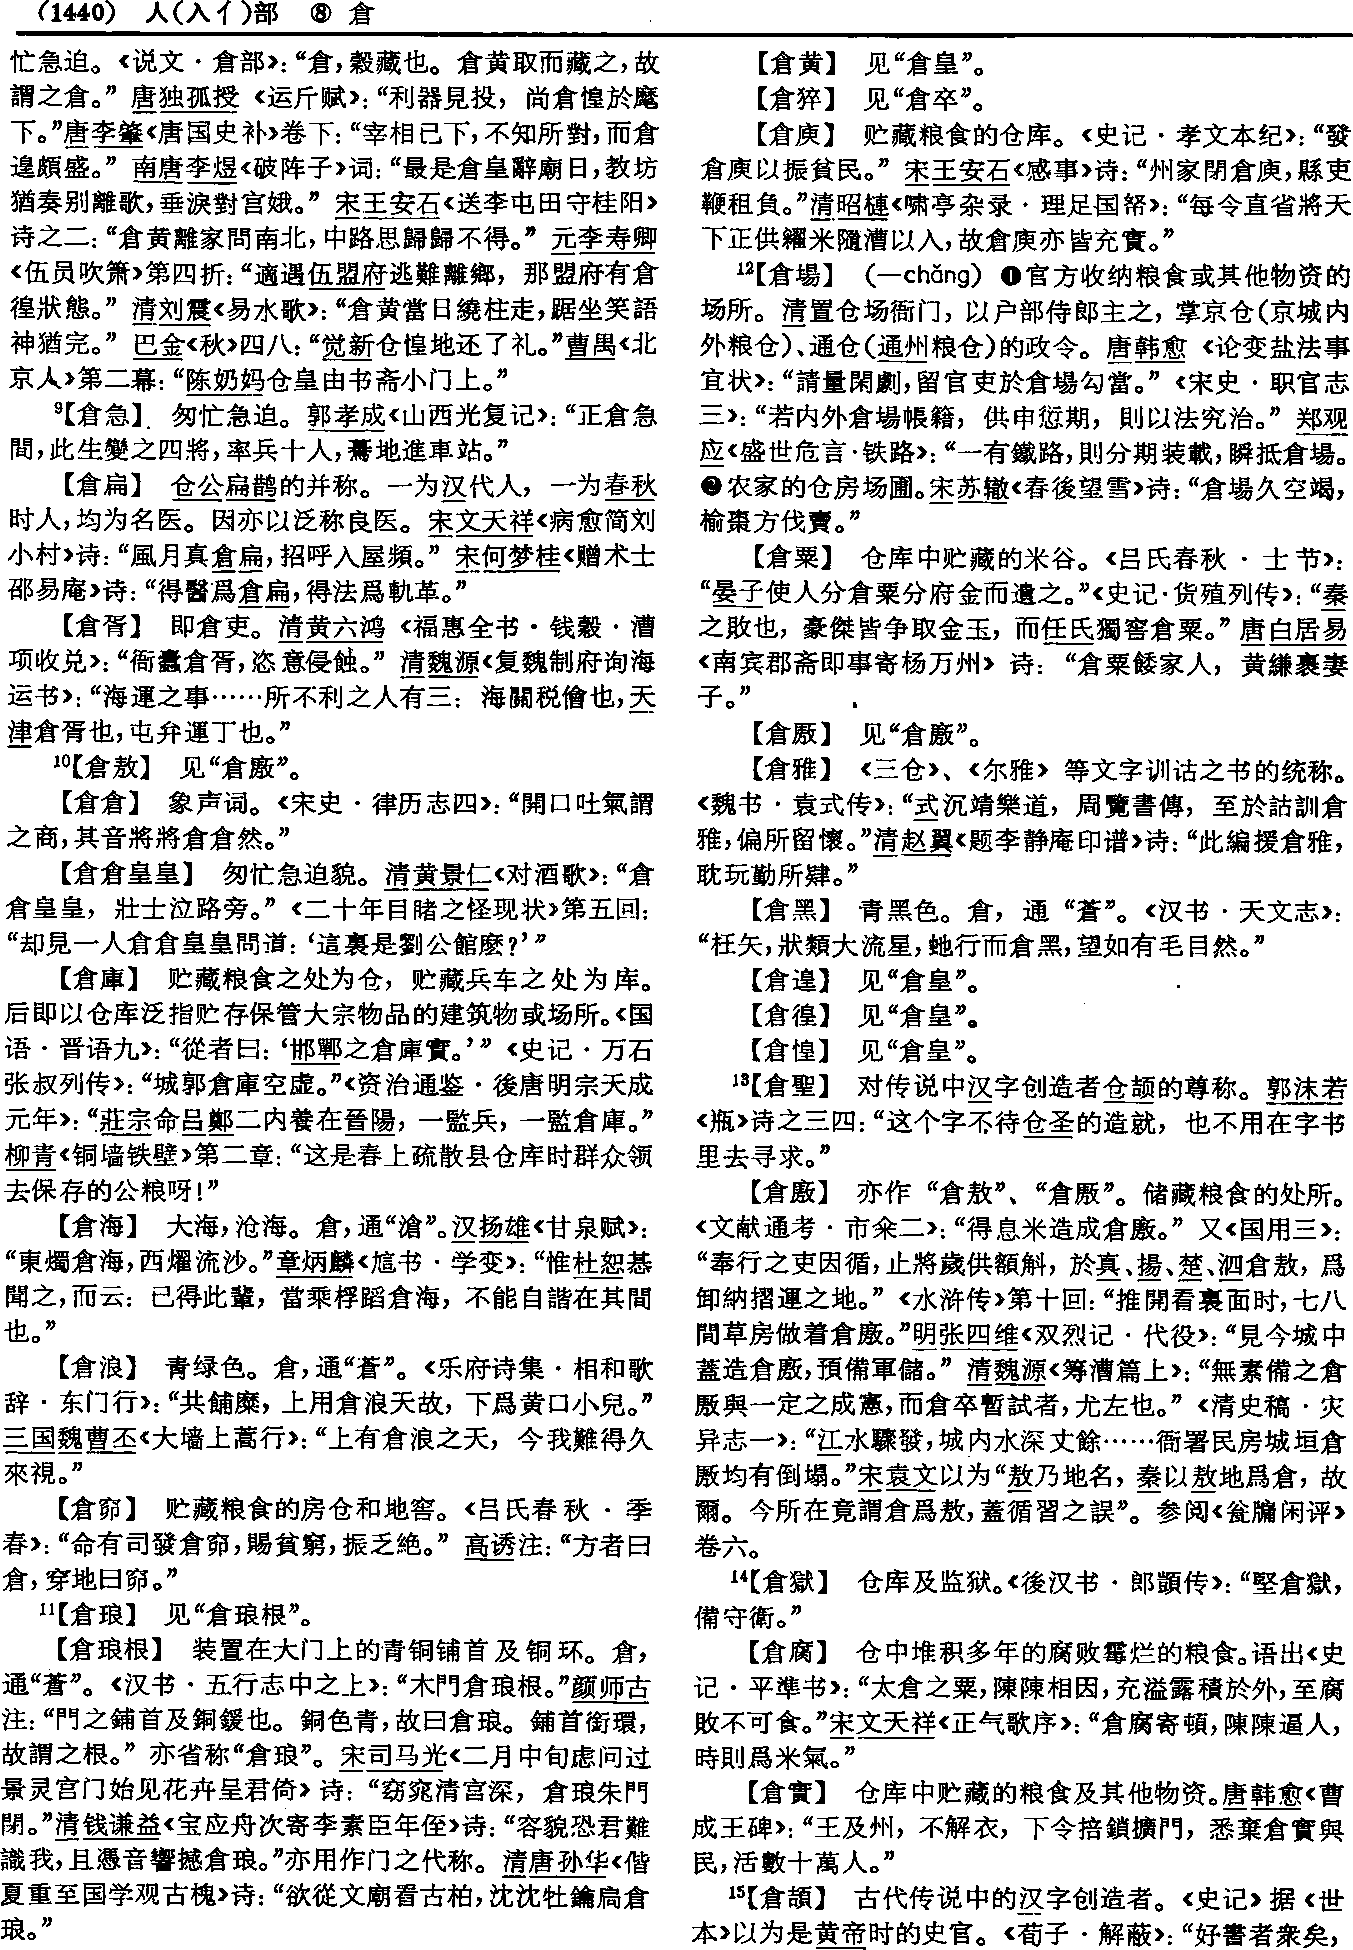 (1440) 人(入亻)部 ⑧ 倉
忙急迫。《说文·倉部》：“倉，穀藏也。倉黄取而藏之，故
謂之倉。”唐独孤授《运斤赋》：“利器見投，尚倉惶於麾
下。”唐李肇《唐国史补》卷下：“宰相已下，不知所對，而倉
遑頗盛。”南唐李煜《破阵子》词：“最是倉皇辭廟日，教坊
猶奏别離歌，垂淚對宫娥。”宋王安石《送李屯田守桂阳》
诗之二：“倉黄離家問南北，中路思歸歸不得。”元李寿卿
《伍员吹箫》第四折：“適遇伍盟府逃難離鄉，那盟府有倉
徨狀態。”清刘震《易水歌》：“倉黄當日繞柱走，踞坐笑語
神猶完。”巴金《秋》四八：“觉新仓惶地还了礼。”曹禺《北
京人》第二幕：“陈奶妈仓皇由书斋小门上。”
⁹【倉急】 匆忙急迫。郭孝成《山西光复记》：“正倉急
間，此生變之四將，率兵十人，驀地進車站。”
【倉扁】 仓公扁鹊的并称。一为汉代人，一为春秋
时人，均为名医。因亦以泛称良医。宋文天祥《病愈简刘
小村》诗：“風月真倉扁，招呼入屋頻。”宋何梦桂《赠术士
邵易庵》诗：“得醫爲倉扁，得法爲軌革。”
【倉胥】 即倉吏。清黄六鸿《福惠全书·钱穀·漕
项收兑》：“衙蠹倉胥，恣意侵蝕。”清魏源《复魏制府询海
运书》：“海運之事……所不利之人有三：海關税儈也，天
津倉胥也，屯弁運丁也。”
¹⁰【倉敖】 见“倉廒”。
【倉倉】 象声词。《宋史·律历志四》：“開口吐氣謂
之商，其音將將倉倉然。”
【倉倉皇皇】 匆忙急迫貌。清黄景仁《对酒歌》：“倉
倉皇皇，壯士泣路旁。”《二十年目睹之怪现状》第五回：
“却見一人倉倉皇皇問道：‘這裏是劉公館麽？’”
【倉庫】 贮藏粮食之处为仓，贮藏兵车之处为库。
后即以仓库泛指贮存保管大宗物品的建筑物或场所。《国
语·晋语九》：“從者曰：‘邯鄲之倉庫實。’”《史记·万石
张叔列传》：“城郭倉庫空虚。”《资治通鉴·後唐明宗天成
元年》：“莊宗命吕鄭二内養在晉陽，一監兵，一監倉庫。”
柳青《铜墙铁壁》第二章：“这是春上疏散县仓库时群众领
去保存的公粮呀！”
【倉海】 大海，沧海。倉，通“滄”。汉扬雄《甘泉赋》：
“東燭倉海，西燿流沙。”章炳麟《訄书·学变》：“惟杜恕惎
聞之，而云：已得此輩，當乘桴蹈倉海，不能自諧在其間
也。”
【倉浪】 青绿色。倉，通“蒼”。《乐府诗集·相和歌
辞·东门行》：“共餔糜，上用倉浪天故，下爲黄口小兒。”
三国魏曹丕《大墙上蒿行》：“上有倉浪之天，今我難得久
來視。”
【倉窌】 贮藏粮食的房仓和地窖。《吕氏春秋·季
春》：“命有司發倉窌，賜貧窮，振乏絶。”高诱注：“方者曰
倉，穿地曰窌。”
¹¹【倉琅】 见“倉琅根”。
【倉琅根】 装置在大门上的青铜铺首及铜环。倉，
通“蒼”。《汉书·五行志中之上》：“木門倉琅根。”颜师古
注：“門之鋪首及銅鍰也。銅色青，故曰倉琅。鋪首銜環，
故謂之根。”亦省称“倉琅”。宋司马光《二月中旬虑问过
景灵宫门始见花卉呈君倚》诗：“窈窕清宫深，倉琅朱門
閉。”清钱谦益《宝应舟次寄李素臣年侄》诗：“容貌恐君難
識我，且憑音響撼倉琅。”亦用作门之代称。清唐孙华《偕
夏重至国学观古槐》诗：“欲從文廟看古柏，沈沈牡鑰扃倉
琅。”
【倉黄】 见“倉皇”。
【倉猝】 见“倉卒”。
【倉庾】 贮藏粮食的仓库。《史记·孝文本纪》：“發
倉庾以振貧民。”宋王安石《感事》诗：“州家閉倉庾，縣吏
鞭租負。”清昭槤《啸亭杂录·理足国帑》：“每令直省將天
下正供糴米隨漕以入，故倉庾亦皆充實。”
¹²【倉場】 (—chǎng) ❶官方收纳粮食或其他物资的
场所。清置仓场衙门，以户部侍郎主之，掌京仓(京城内
外粮仓)、通仓(通州粮仓)的政令。唐韩愈《论变盐法事
宜状》：“請量閑劇，留官吏於倉場勾當。”《宋史·职官志
三》：“若内外倉場帳籍，供申愆期，則以法究治。”郑观
应《盛世危言·铁路》：“一有鐵路，則分期装載，瞬抵倉場。
❷农家的仓房场圃。宋苏辙《春後望雪》诗：“倉場久空竭，
榆棗方伐賣。”
【倉粟】 仓库中贮藏的米谷。《吕氏春秋·士节》：
“晏子使人分倉粟分府金而遺之。”《史记·货殖列传》：“秦
之敗也，豪傑皆争取金玉，而任氏獨窖倉粟。”唐白居易
《南宾郡斋即事寄杨万州》诗：“倉粟餧家人，黄縑裹妻
子。”
【倉厫】 见“倉廒”。
【倉雅】 《三仓》、《尔雅》等文字训诂之书的统称。
《魏书·袁式传》：“式沉靖樂道，周覽書傳，至於詁訓倉
雅，偏所留懷。”清赵翼《题李静庵印谱》诗：“此编援倉雅，
耽玩勤所肄。”
【倉黑】 青黑色。倉，通“蒼”。《汉书·天文志》：
“枉矢，狀類大流星，虵行而倉黑，望如有毛目然。”
【倉遑】 见“倉皇”。
【倉徨】 见“倉皇”。
【倉惶】 见“倉皇”。
¹³【倉聖】 对传说中汉字创造者仓颉的尊称。郭沫若
《瓶》诗之三四：“这个字不待仓圣的造就，也不用在字书
里去寻求。”
【倉廒】 亦作“倉敖”、“倉厫”。储藏粮食的处所。
《文献通考·市籴二》：“得息米造成倉廒。”又《国用三》：
“奉行之吏因循，止將歲供額斛，於真、揚、楚、泗倉敖，爲
卸納摺運之地。”《水浒传》第十回：“推開看裏面时，七八
間草房做着倉廒。”明张四维《双烈记·代役》：“見今城中
蓋造倉廒，預備軍儲。”清魏源《筹漕篇上》：“無素備之倉
厫與一定之成憲，而倉卒暫試者，尤左也。”《清史稿·灾
异志一》：“江水驟發，城内水深丈餘……衙署民房城垣倉
厫均有倒塌。”宋袁文以为“敖乃地名，秦以敖地爲倉，故
爾。今所在竟謂倉爲敖，蓋循習之誤”。参阅《瓮牖闲评》
卷六。
¹⁴【倉獄】 仓库及监狱。《後汉书·郎顗传》：“堅倉獄，
備守衛。”
【倉腐】 仓中堆积多年的腐败霉烂的粮食。语出《史
记·平準书》：“太倉之粟，陳陳相因，充溢露積於外，至腐
敗不可食。”宋文天祥《正气歌序》：“倉腐寄頓，陳陳逼人，
時則爲米氣。”
【倉實】 仓库中贮藏的粮食及其他物资。唐韩愈《曹
成王碑》：“王及州，不解衣，下令掊鎖擴門，悉棄倉實與
民，活數十萬人。”
¹⁵【倉頡】 古代传说中的汉字创造者。《史记》据《世
本》以为是黄帝时的史官。《荀子·解蔽》：“好書者衆矣，